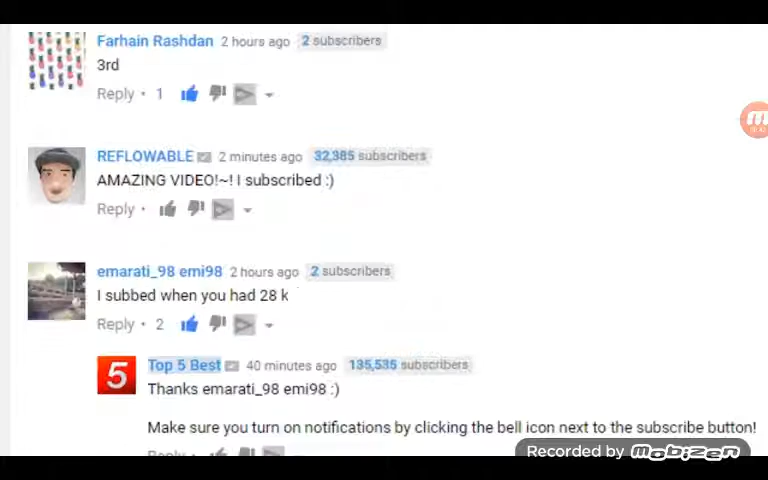 Farhain Rashdan 2 hours ago 2 subscribers
3rd
Reply • 1
REFLOWABLE 2 minutes ago 32,385 subscribers
AMAZING VIDEO!~! I subscribed :)
Reply •
emarati_98 emi98 2 hours ago 2 subscribers
I subbed when you had 28 k
Reply • 2
5
Top 5 Best 40 minutes ago 135,535 subscribers
Thanks emarati_98 emi98 :)
Make sure you turn on notifications by clicking the bell icon next to the subscribe button!
Reply •
Recorded by mobizen